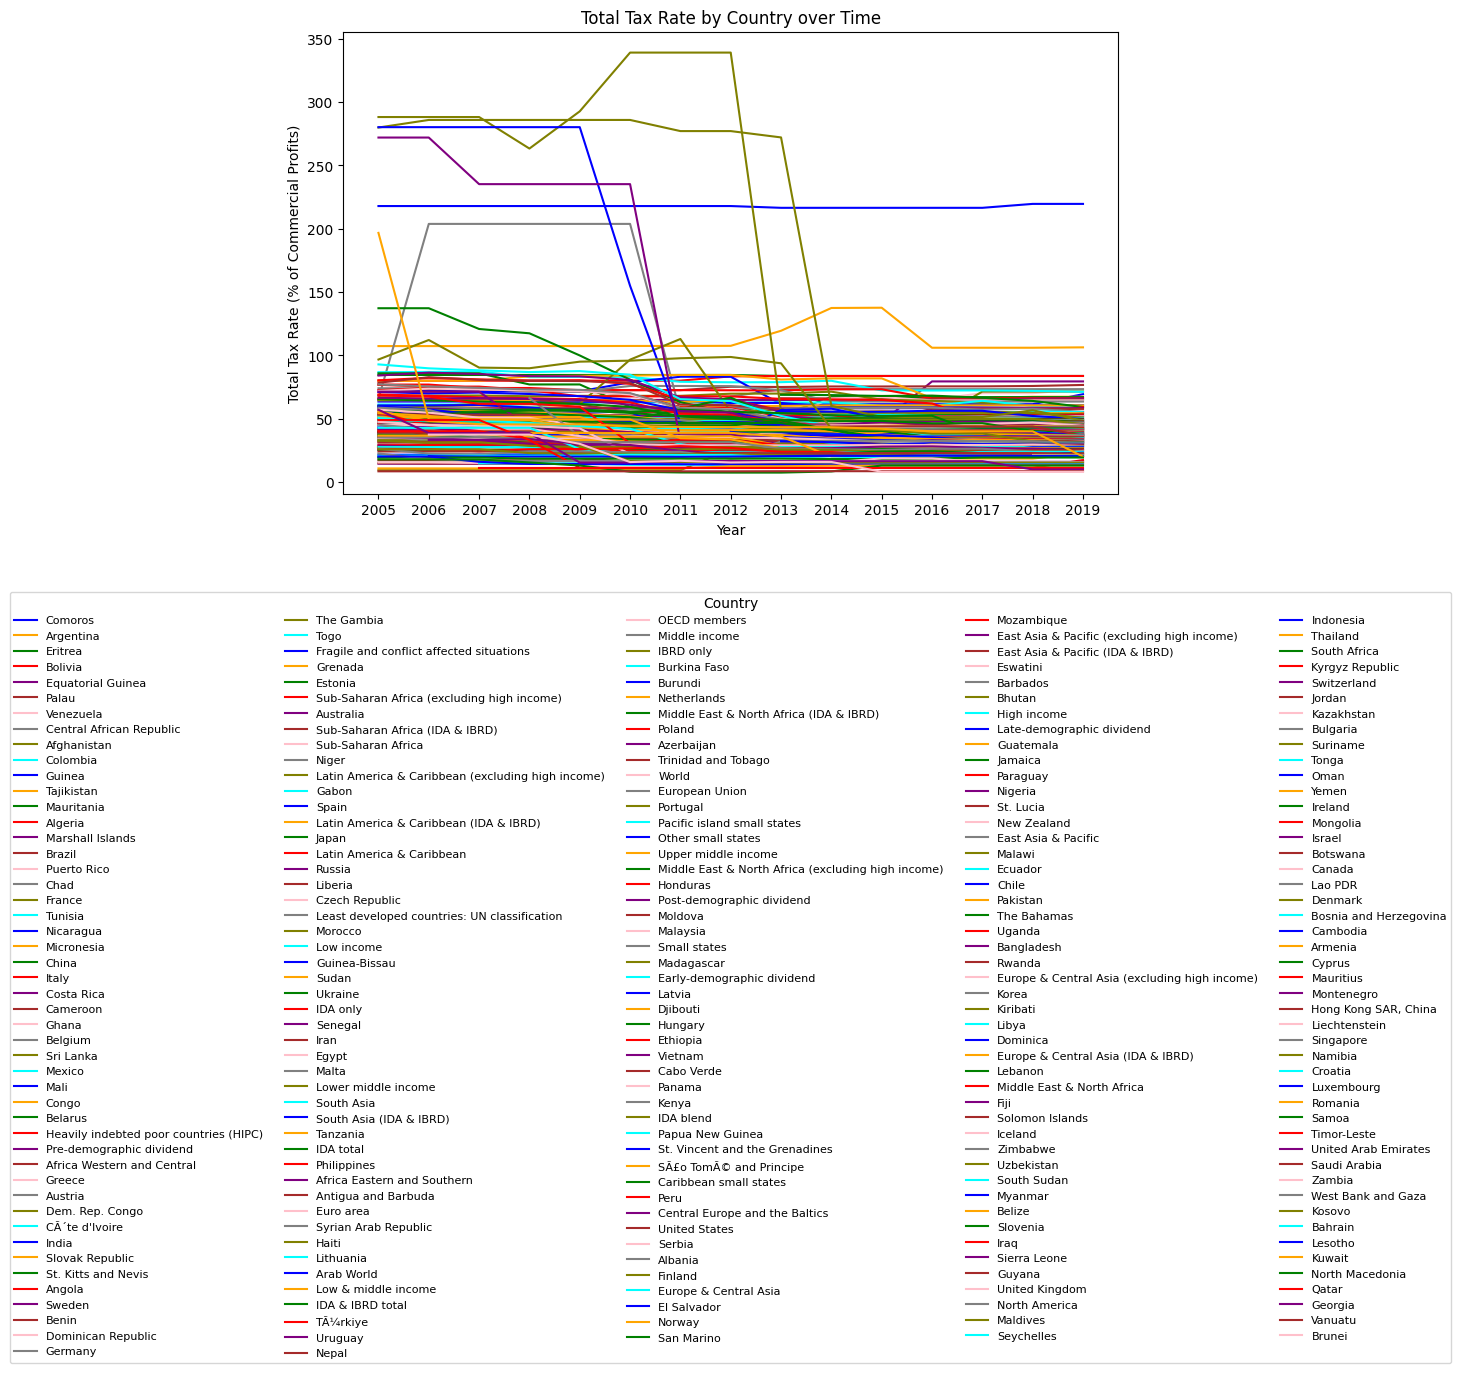 Total Tax Rate by Country over Time
350
300
250
200
150
100
50
0
Total Tax Rate (% of Commercial Profits)
2005 2006 2007 2008 2009 2010 2011 2012 2013 2014 2015 2016 2017 2018 2019
Year
Country
Comoros
Argentina
Eritrea
Bolivia
Equatorial Guinea
Palau
Venezuela
Central African Republic
Afghanistan
Colombia
Guinea
Tajikistan
Mauritania
Algeria
Marshall Islands
Brazil
Puerto Rico
Chad
France
Tunisia
Nicaragua
Micronesia
China
Italy
Costa Rica
Cameroon
Ghana
Belgium
Sri Lanka
Mexico
Mali
Congo
Belarus
Heavily indebted poor countries (HIPC)
Pre-demographic dividend
Africa Western and Central
Greece
Austria
Dem. Rep. Congo
CÃ´te d'Ivoire
India
Slovak Republic
St. Kitts and Nevis
Angola
Sweden
Benin
Dominican Republic
Germany
The Gambia
Togo
Fragile and conflict affected situations
Grenada
Estonia
Sub-Saharan Africa (excluding high income)
Australia
Sub-Saharan Africa (IDA & IBRD)
Sub-Saharan Africa
Niger
Latin America & Caribbean (excluding high income)
Gabon
Spain
Latin America & Caribbean (IDA & IBRD)
Japan
Latin America & Caribbean
Russia
Liberia
Czech Republic
Least developed countries: UN classification
Morocco
Low income
Guinea-Bissau
Sudan
Ukraine
IDA only
Senegal
Iran
Egypt
Malta
Lower middle income
South Asia
South Asia (IDA & IBRD)
Tanzania
IDA total
Philippines
Africa Eastern and Southern
Antigua and Barbuda
Euro area
Syrian Arab Republic
Haiti
Lithuania
Arab World
Low & middle income
IDA & IBRD total
TÃ¼rkiye
Uruguay
Nepal
OECD members
Middle income
IBRD only
Burkina Faso
Burundi
Netherlands
Middle East & North Africa (IDA & IBRD)
Poland
Azerbaijan
Trinidad and Tobago
World
European Union
Portugal
Pacific island small states
Other small states
Upper middle income
Middle East & North Africa (excluding high income)
Honduras
Post-demographic dividend
Moldova
Malaysia
Small states
Madagascar
Early-demographic dividend
Latvia
Djibouti
Hungary
Ethiopia
Vietnam
Cabo Verde
Panama
Kenya
IDA blend
Papua New Guinea
St. Vincent and the Grenadines
SÃ£o TomÃ© and Principe
Caribbean small states
Peru
Central Europe and the Baltics
United States
Serbia
Albania
Finland
Europe & Central Asia
El Salvador
Norway
San Marino
Mozambique
East Asia & Pacific (excluding high income)
East Asia & Pacific (IDA & IBRD)
Eswatini
Barbados
Bhutan
High income
Late-demographic dividend
Guatemala
Jamaica
Paraguay
Nigeria
St. Lucia
New Zealand
East Asia & Pacific
Malawi
Ecuador
Chile
Pakistan
The Bahamas
Uganda
Bangladesh
Rwanda
Europe & Central Asia (excluding high income)
Korea
Kiribati
Libya
Dominica
Europe & Central Asia (IDA & IBRD)
Lebanon
Middle East & North Africa
Fiji
Solomon Islands
Iceland
Zimbabwe
Uzbekistan
South Sudan
Myanmar
Belize
Slovenia
Iraq
Sierra Leone
Guyana
United Kingdom
North America
Maldives
Seychelles
Indonesia
Thailand
South Africa
Kyrgyz Republic
Switzerland
Jordan
Kazakhstan
Bulgaria
Suriname
Tonga
Oman
Yemen
Ireland
Mongolia
Israel
Botswana
Canada
Lao PDR
Denmark
Bosnia and Herzegovina
Cambodia
Armenia
Cyprus
Mauritius
Montenegro
Hong Kong SAR, China
Liechtenstein
Singapore
Namibia
Croatia
Luxembourg
Romania
Samoa
Timor-Leste
United Arab Emirates
Saudi Arabia
Zambia
West Bank and Gaza
Kosovo
Bahrain
Lesotho
Kuwait
North Macedonia
Qatar
Georgia
Vanuatu
Brunei